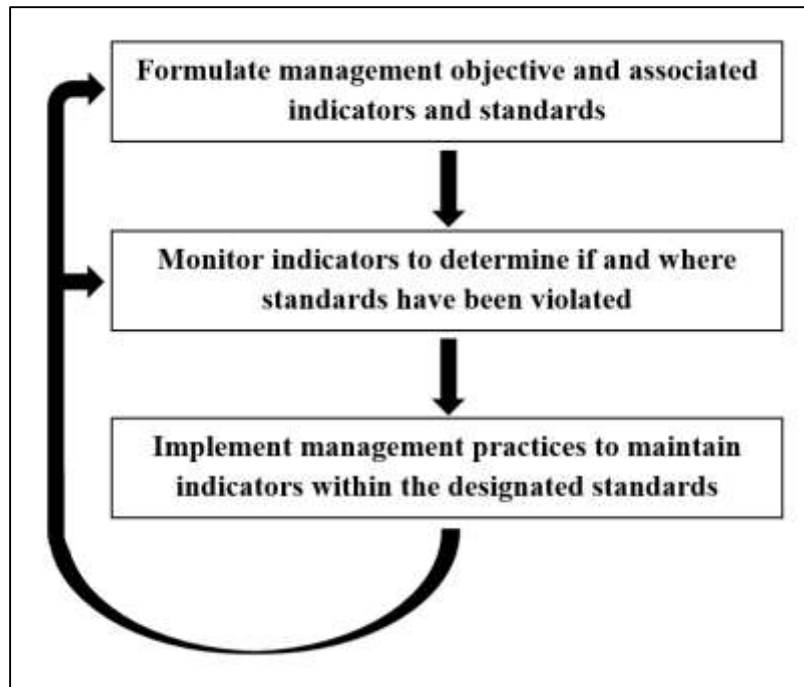 Formulate management objective and associated
indicators and standards
Monitor indicators to determine if and where
standards have been violated
Implement management practices to maintain
indicators within the designated standards